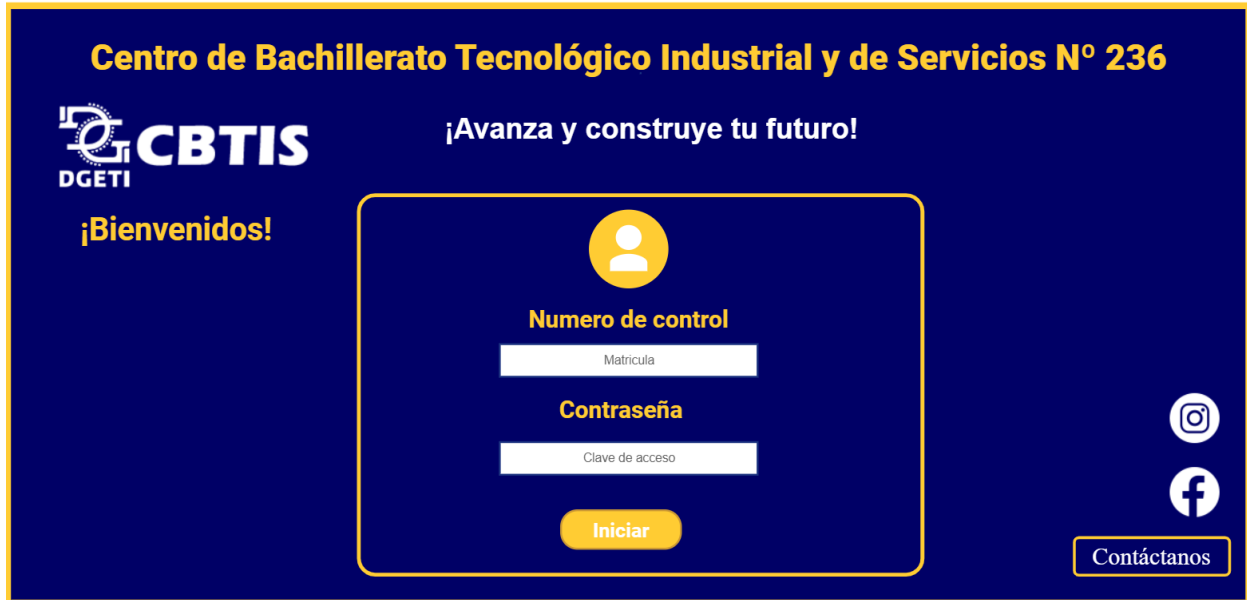 Centro de Bachillerato Tecnológico Industrial y de Servicios Nº 236
CBTIS
DGETI
¡Avanza y construye tu futuro!
¡Bienvenidos!
Numero de control
Matricula
Contraseña
Clave de acceso
Iniciar
Contáctanos